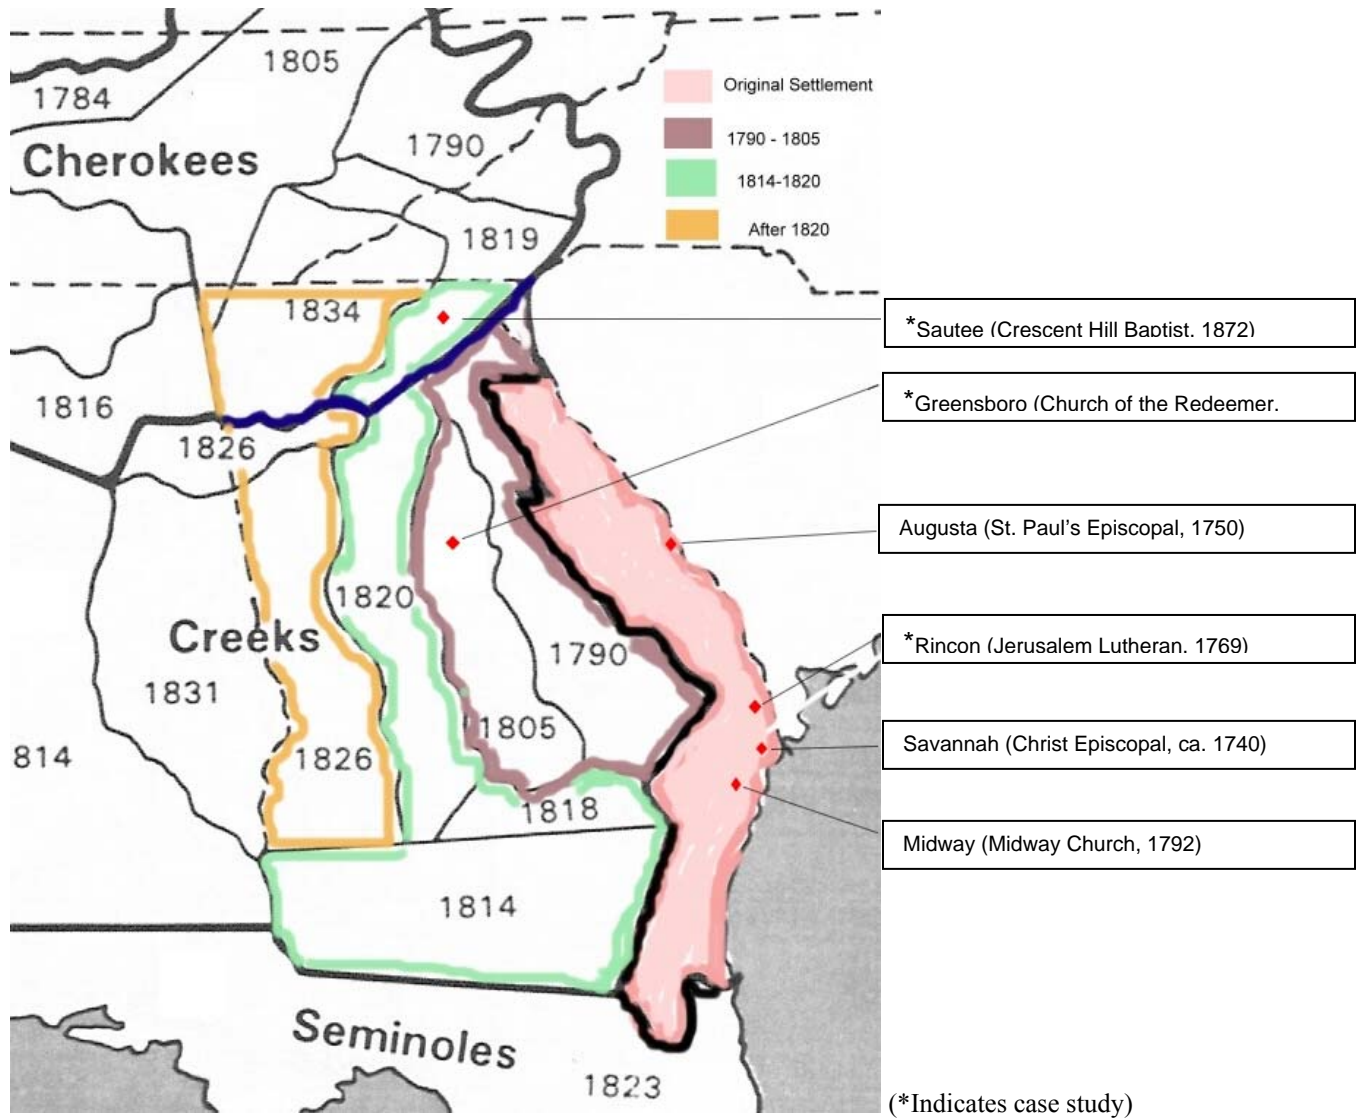 1805
1784
Cherokees
1790
Original Settlement
1790 - 1805
1814-1820
After 1820
1819
1834
1816
1826
*Sautee (Crescent Hill Baptist, 1872)
*Greensboro (Church of the Redeemer,
Augusta (St. Paul's Episcopal, 1750)
1820
Creeks
1790
*Rincon (Jerusalem Lutheran, 1769)
1831
1805
814
1826
Savannah (Christ Episcopal, ca. 1740)
1818
Midway (Midway Church, 1792)
1814
Seminoles
1823
(*Indicates case study)